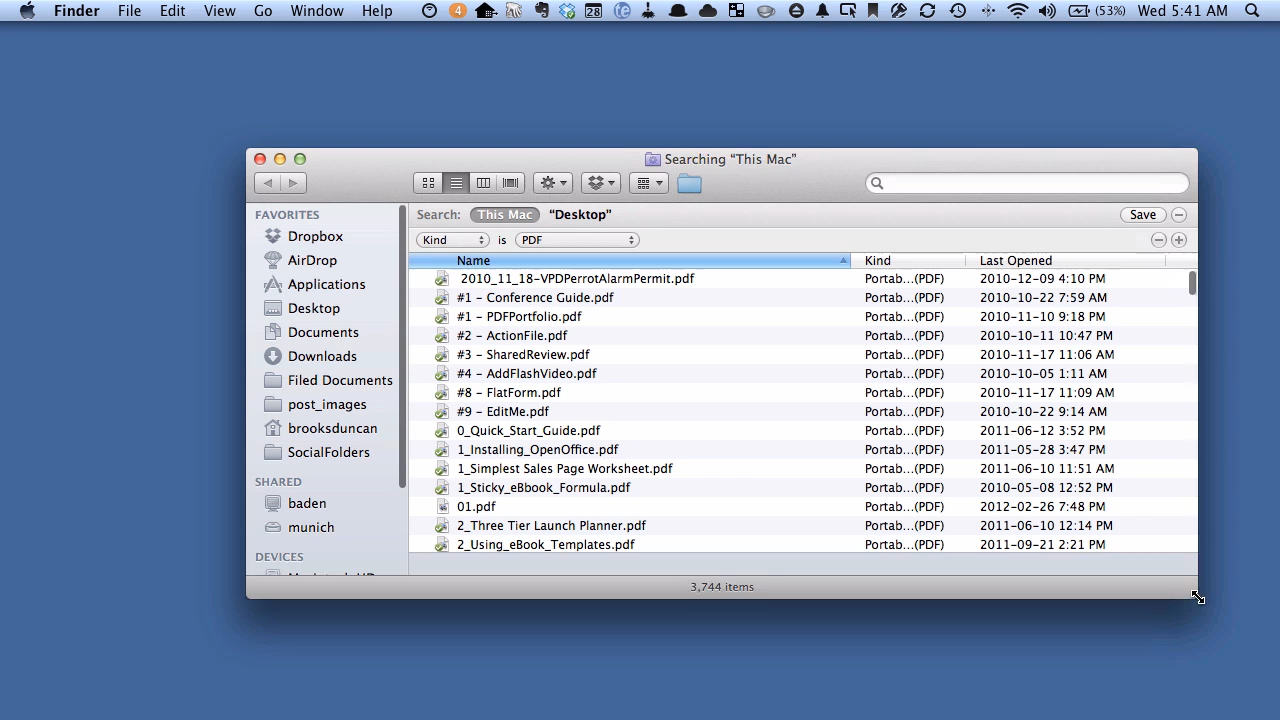 Finder File Edit View Go Window Help 4 28 (53%) Wed 5:41 AM
Searching “This Mac”
FAVORITES
Dropbox
AirDrop
Applications
Desktop
Documents
Downloads
Filed Documents
post_images
brooksduncan
SocialFolders
SHARED
baden
munich
DEVICES
Search: This Mac “Desktop” Save
Kind is PDF
Name Kind Last Opened
2010_11_18-VPDPerrotAlarmPermit.pdf Portab...(PDF) 2010-12-09 4:10 PM
#1 - Conference Guide.pdf Portab...(PDF) 2010-10-22 7:59 AM
#1 - PDFPortfolio.pdf Portab...(PDF) 2010-11-10 9:18 PM
#2 - ActionFile.pdf Portab...(PDF) 2010-10-11 10:47 PM
#3 - SharedReview.pdf Portab...(PDF) 2010-11-17 11:06 AM
#4 - AddFlashVideo.pdf Portab...(PDF) 2010-10-05 1:11 AM
#8 - FlatForm.pdf Portab...(PDF) 2010-11-17 11:09 AM
#9 - EditMe.pdf Portab...(PDF) 2010-10-22 9:14 AM
0_Quick_Start_Guide.pdf Portab...(PDF) 2011-06-12 3:52 PM
1_Installing_OpenOffice.pdf Portab...(PDF) 2011-05-28 3:47 PM
1_Simplest Sales Page Worksheet.pdf Portab...(PDF) 2011-06-10 11:51 AM
1_Sticky_eBbook_Formula.pdf Portab...(PDF) 2010-05-08 12:52 PM
01.pdf Portab...(PDF) 2012-02-26 7:48 PM
2_Three Tier Launch Planner.pdf Portab...(PDF) 2011-06-10 12:14 PM
2_Using_eBook_Templates.pdf Portab...(PDF) 2011-09-21 2:21 PM
3,744 items